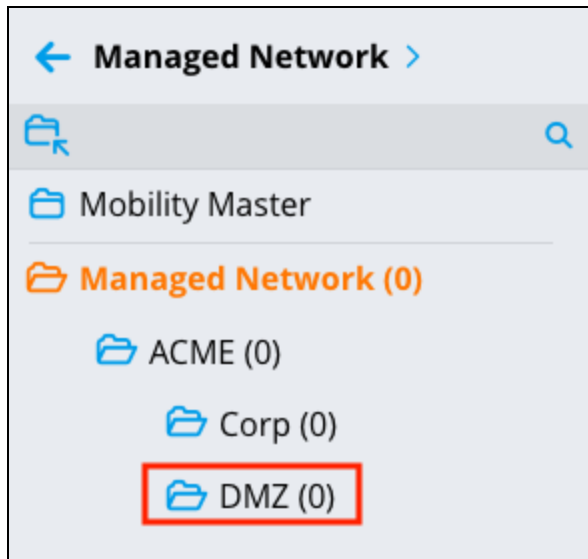 Managed Network
Mobility Master
Managed Network (0)
ACME (0)
Corp (0)
DMZ (0)